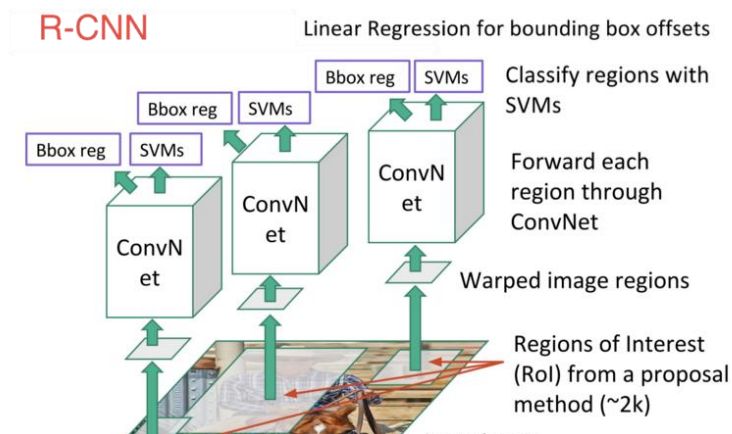 R-CNN
Linear Regression for bounding box offsets
Bbox reg
SVMs
Classify regions with
SVMs
Bbox reg
SVMs
Bbox reg
SVMs
ConvN
et
Forward each
region through
ConvNet
ConvN
et
ConvN
et
Warped image regions
Regions of Interest
(RoI) from a proposal
method (~2k)